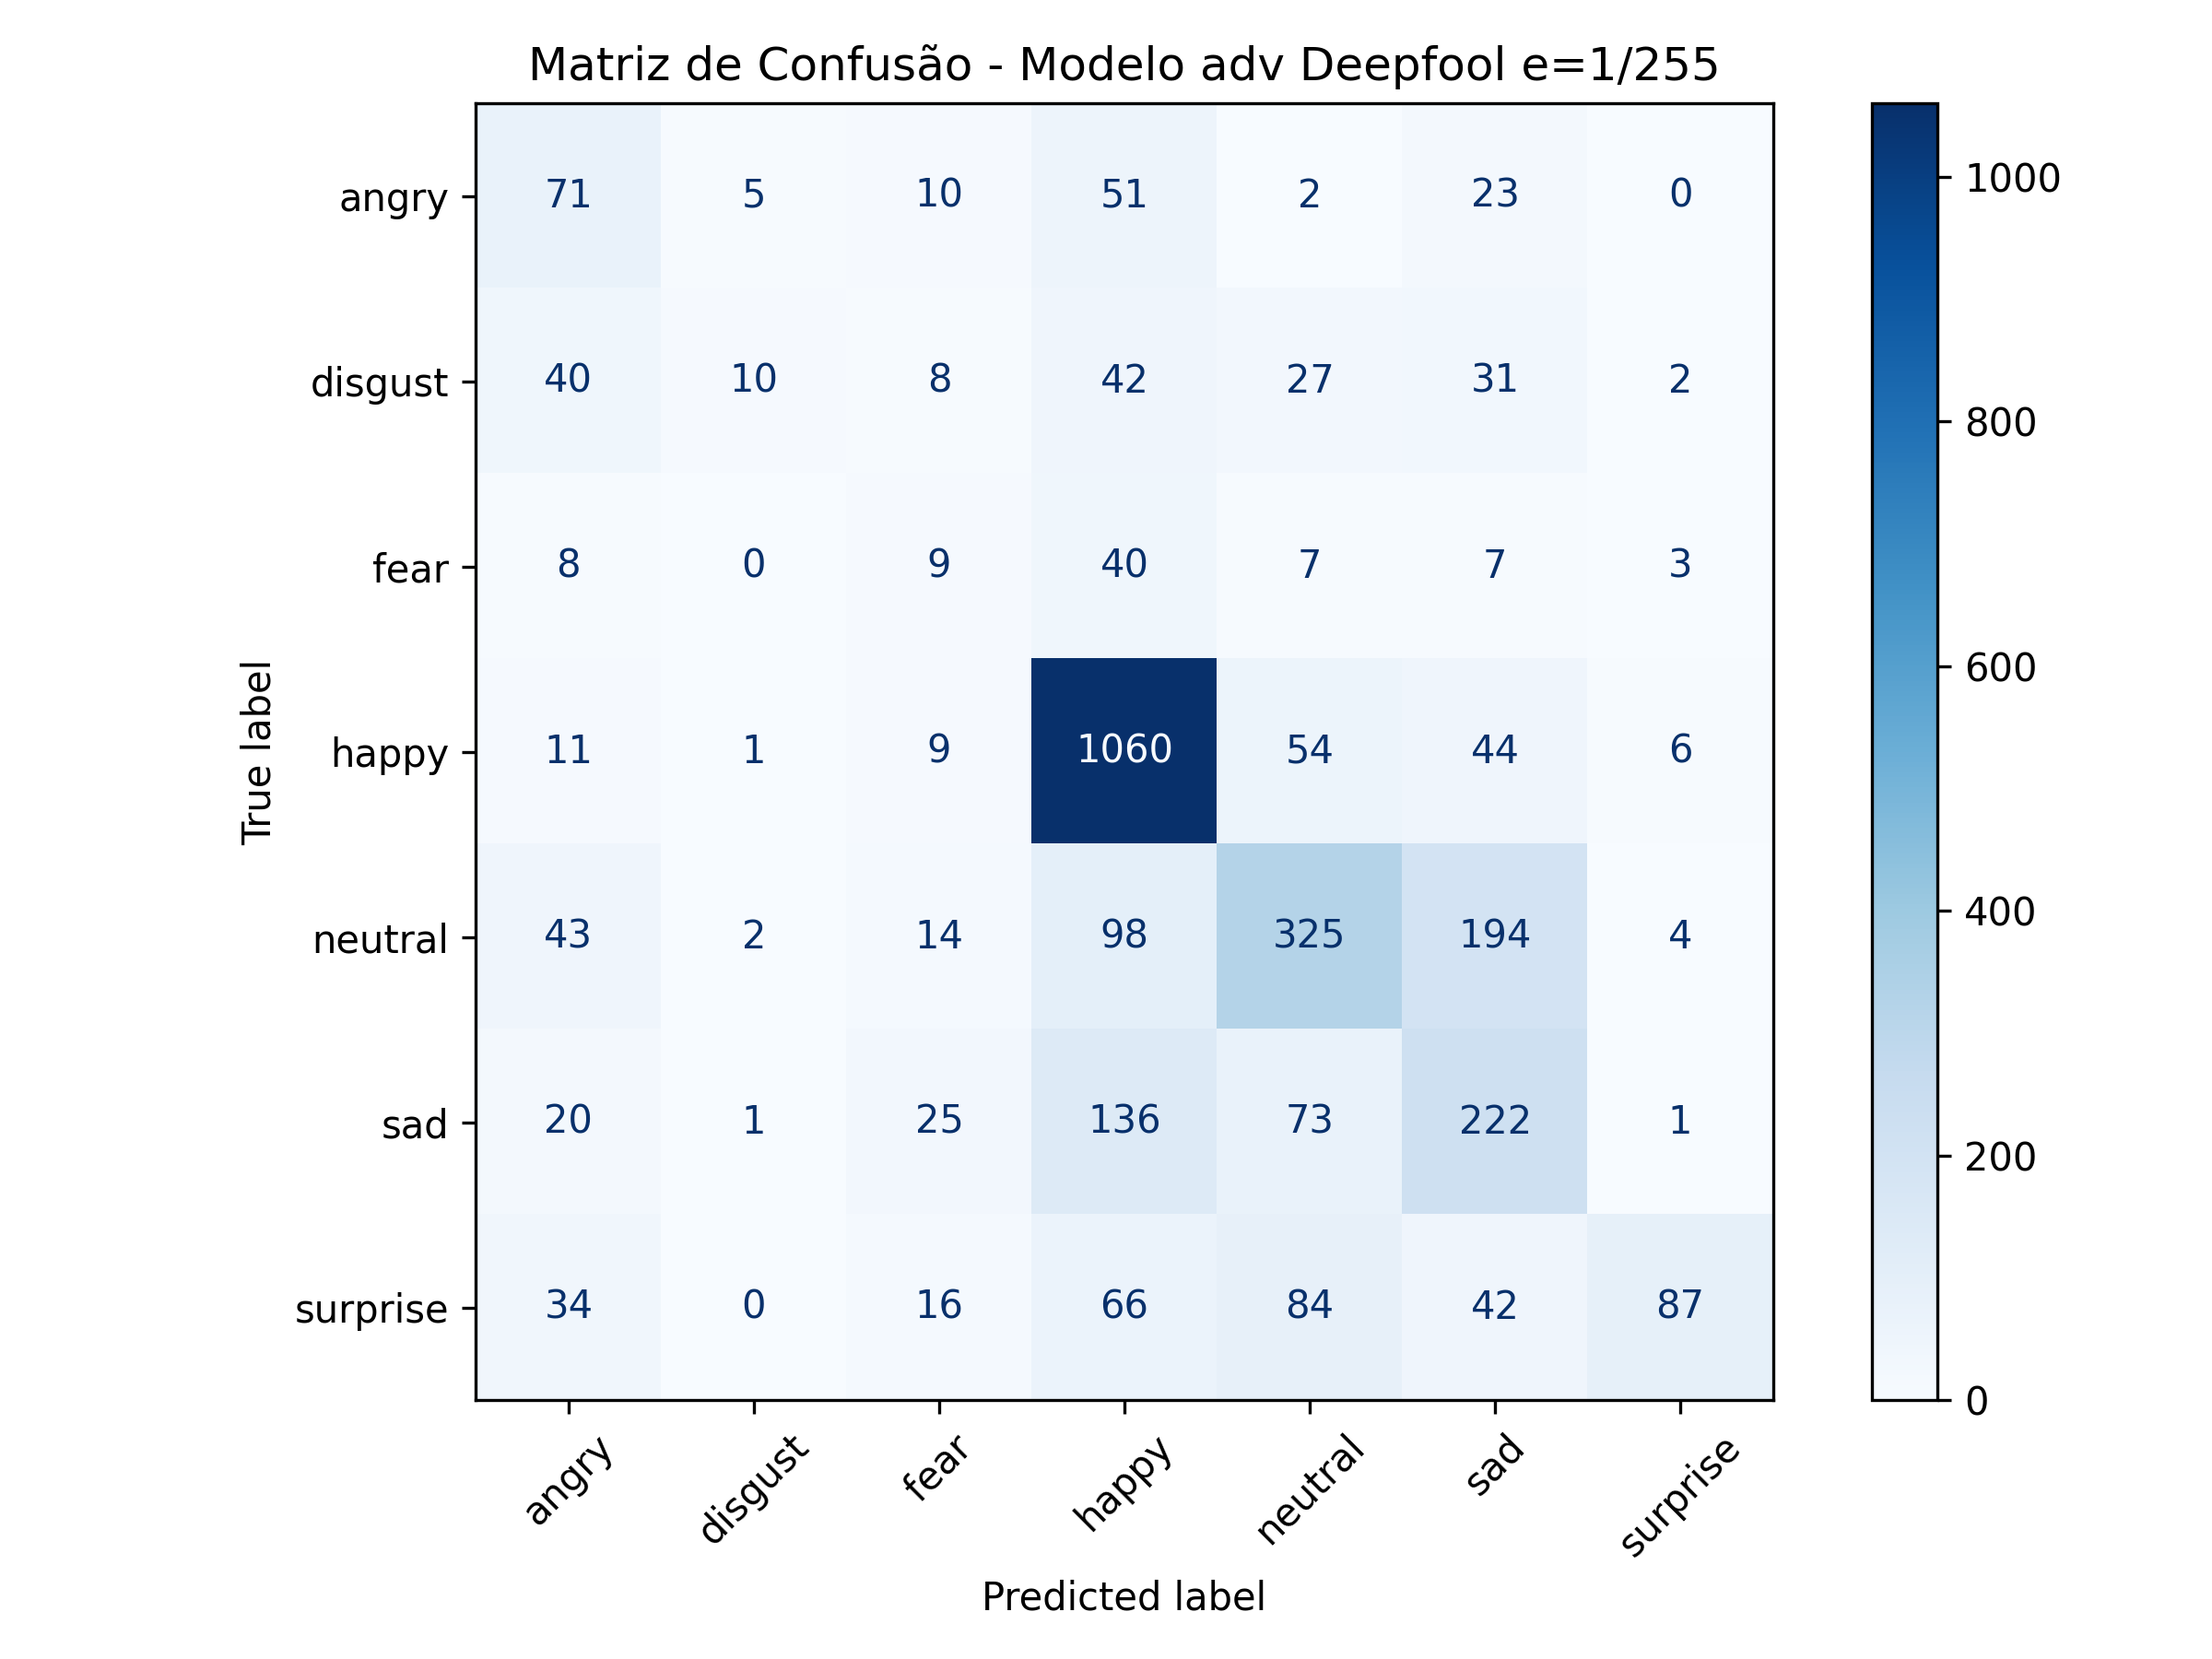 Matriz de Confusão - Modelo adv Deepfool e=1/255
angry 71 5 10 51 2 23 0
disgust 40 10 8 42 27 31 2
fear 8 0 9 40 7 7 3
happy 11 1 9 1060 54 44 6
neutral 43 2 14 98 325 194 4
sad 20 1 25 136 73 222 1
surprise 34 0 16 66 84 42 87
True label
angry disgust fear happy neutral sad surprise
Predicted label
1000
800
600
400
200
0